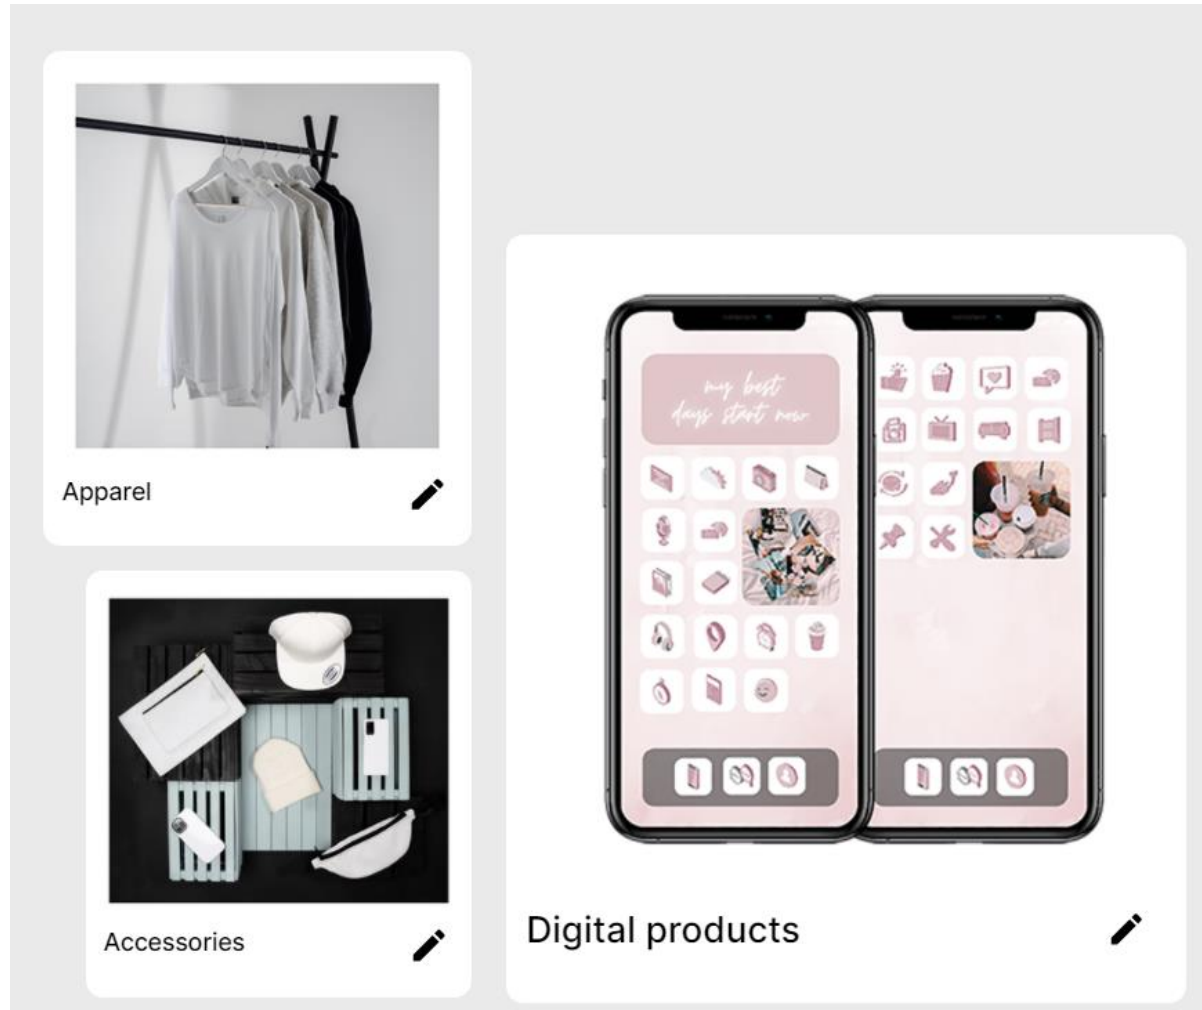 Apparel
my best
days start now
Digital products
Accessories